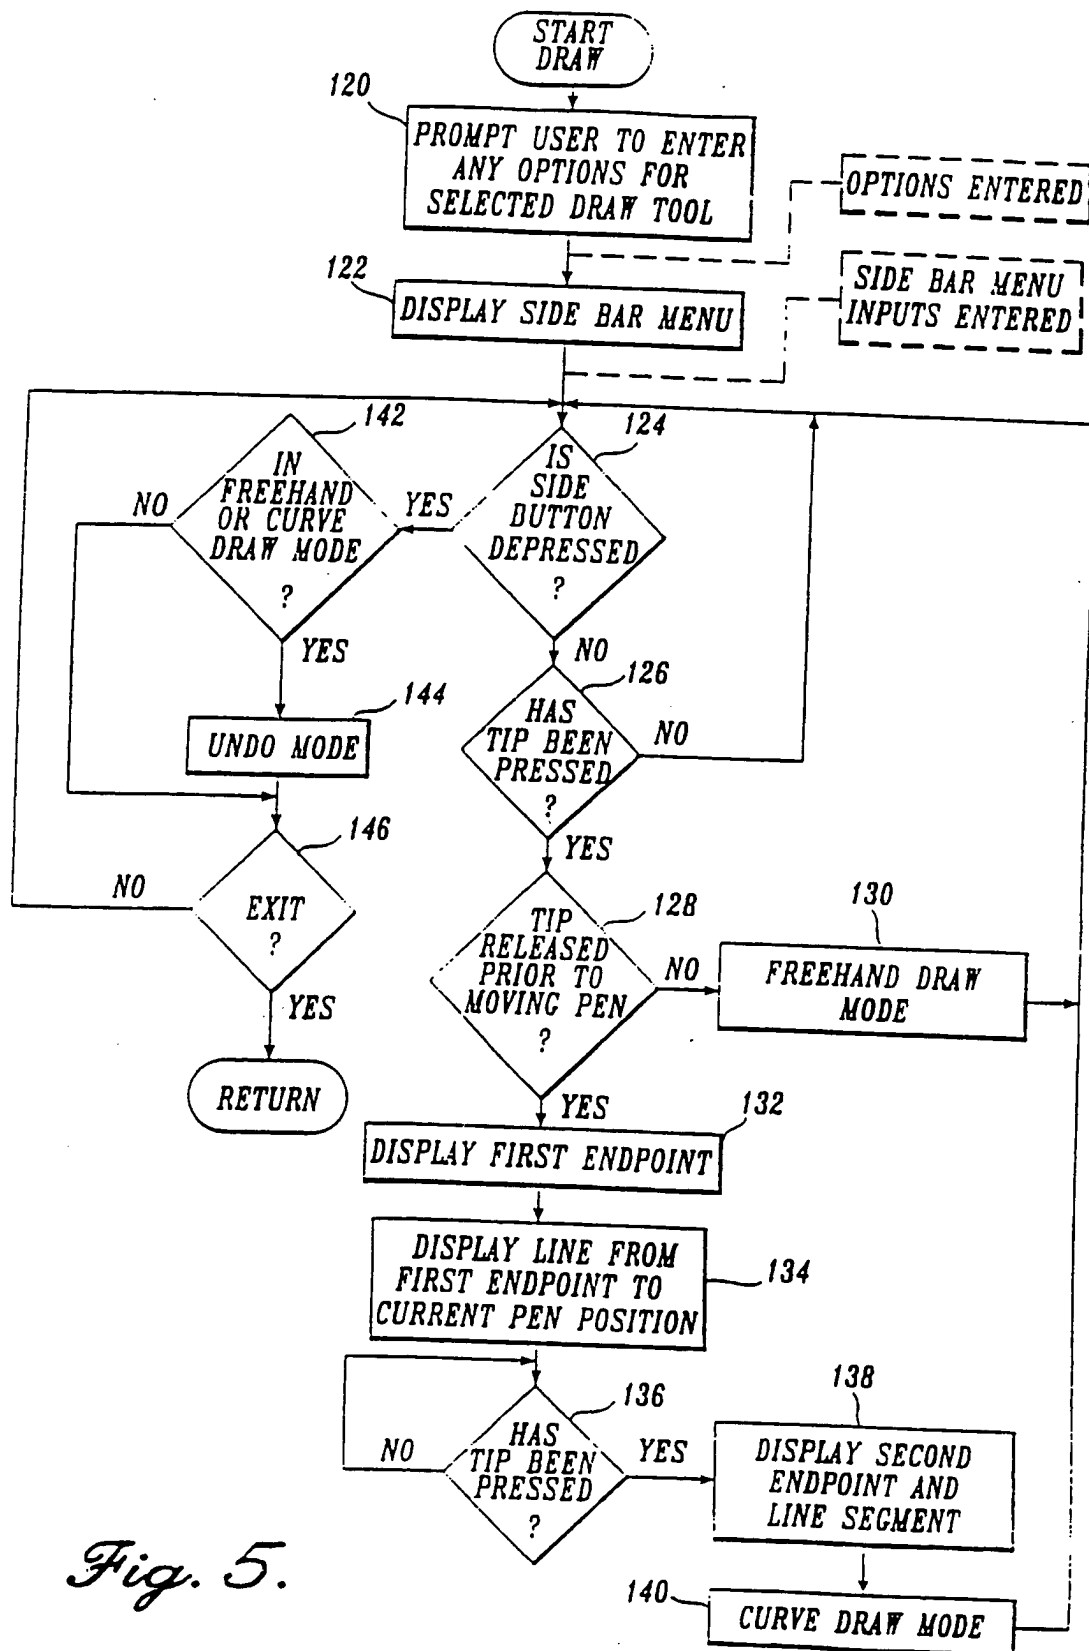 START
DRAW
120
PROMPT USER TO ENTER
ANY OPTIONS FOR
SELECTED DRAW TOOL
OPTIONS ENTERED
122
DISPLAY SIDE BAR MENU
SIDE BAR MENU
INPUTS ENTERED
142
IN
FREEHAND
OR CURVE
DRAW MODE
?
NO
YES
124
IS
SIDE
BUTTON
DEPRESSED
?
YES
NO
144
UNDO MODE
126
HAS
TIP BEEN
PRESSED
?
NO
YES
146
EXIT
?
NO
YES
RETURN
128
TIP
RELEASED
PRIOR TO
MOVING PEN
?
NO
130
FREEHAND DRAW
MODE
YES
132
DISPLAY FIRST ENDPOINT
DISPLAY LINE FROM
FIRST ENDPOINT TO
CURRENT PEN POSITION
134
136
HAS
TIP BEEN
PRESSED
?
NO
YES
138
DISPLAY SECOND
ENDPOINT AND
LINE SEGMENT
140
CURVE DRAW MODE
Fig. 5.